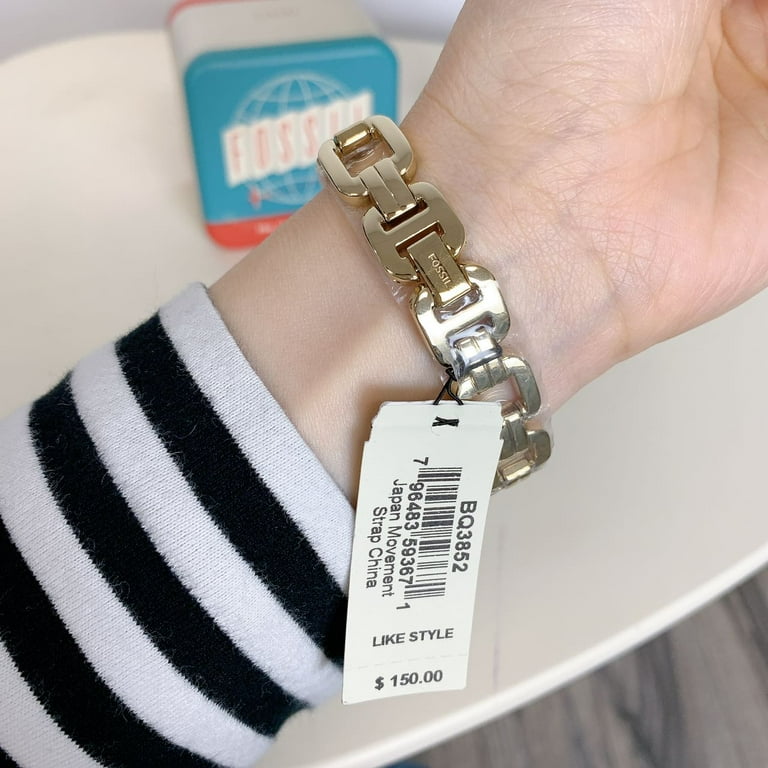 FOSSIL
FOSSIL
BQ3852
7 96483 59367 1
Japan Movement
Strap China
LIKE STYLE
$ 150.00